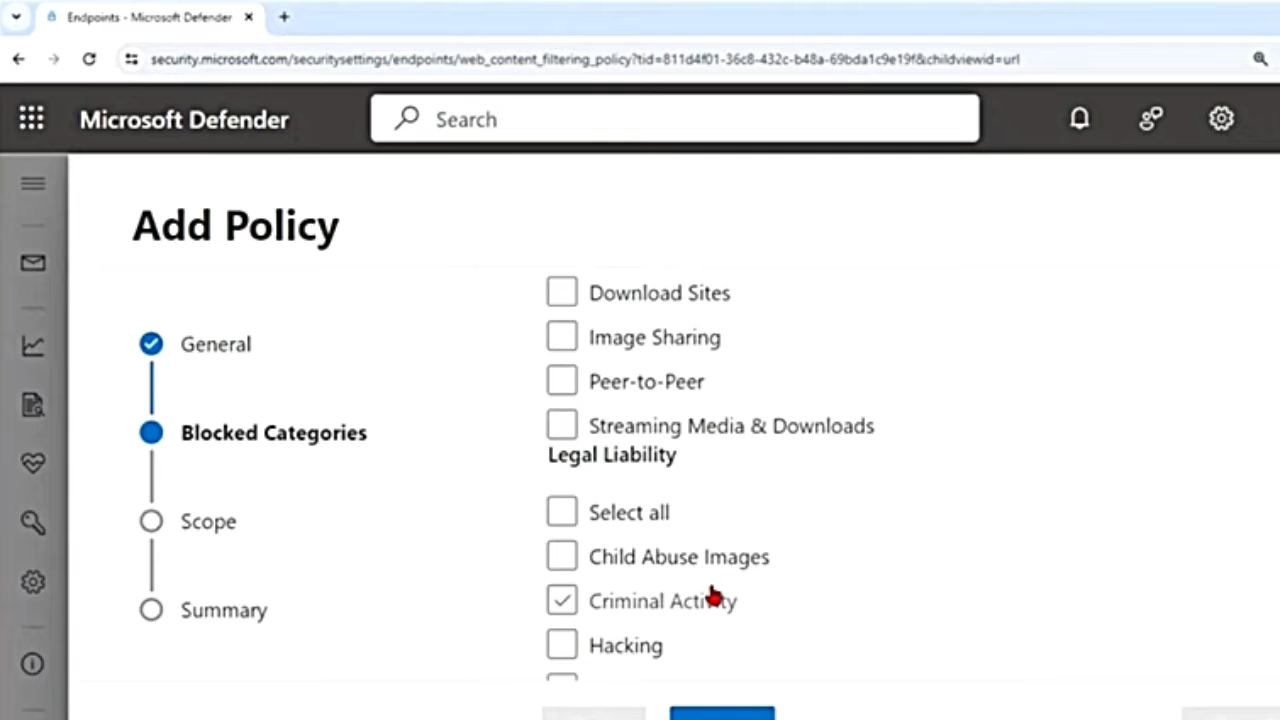 Endpoints - Microsoft Defender
security.microsoft.com/securitysettings/endpoints/web_content_filtering_policy?tid=811d4f01-36c8-432c-b48a-69bda1c9e19f&childviewid=url
Microsoft Defender
Search
Add Policy
General
Blocked Categories
Scope
Summary
Download Sites
Image Sharing
Peer-to-Peer
Streaming Media & Downloads
Legal Liability
Select all
Child Abuse Images
Criminal Activity
Hacking